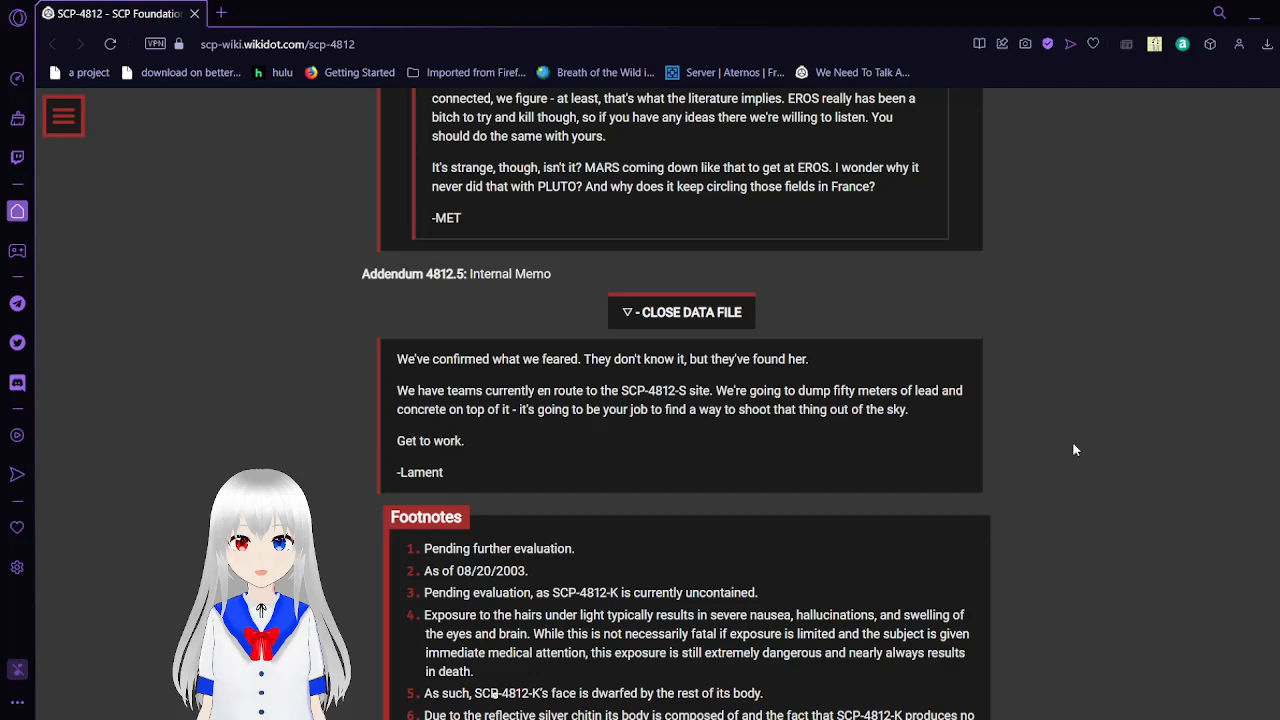 SCP-4812 - SCP Foundation
VPN
scp-wiki.wikidot.com/scp-4812
a project
download on better...
hulu
Getting Started
Imported from Firef...
Breath of the Wild i...
Server | Aternos | Fr...
We Need To Talk A...
connected, we figure - at least, that's what the literature implies. EROS really has been a
bitch to try and kill though, so if you have any ideas there we're willing to listen. You
should do the same with yours.
It's strange, though, isn't it? MARS coming down like that to get at EROS. I wonder why it
never did that with PLUTO? And why does it keep circling those fields in France?
-MET
Addendum 4812.5: Internal Memo
▽ - CLOSE DATA FILE
We've confirmed what we feared. They don't know it, but they've found her.
We have teams currently en route to the SCP-4812-S site. We're going to dump fifty meters of lead and
concrete on top of it - it's going to be your job to find a way to shoot that thing out of the sky.
Get to work.
-Lament
Footnotes
1. Pending further evaluation.
2. As of 08/20/2003.
3. Pending evaluation, as SCP-4812-K is currently uncontained.
4. Exposure to the hairs under light typically results in severe nausea, hallucinations, and swelling of
the eyes and brain. While this is not necessarily fatal if exposure is limited and the subject is given
immediate medical attention, this exposure is still extremely dangerous and nearly always results
in death.
5. As such, SCP-4812-K's face is dwarfed by the rest of its body.
6. Due to the reflective silver chitin its body is composed of and the fact that SCP-4812-K produces no